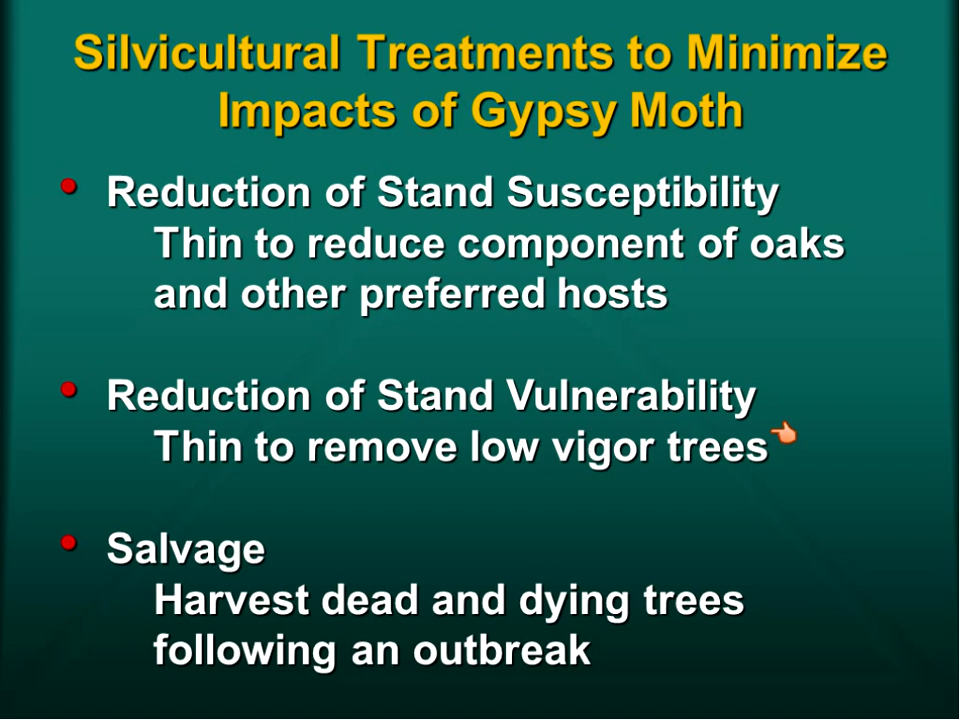 Silvicultural Treatments to Minimize
Impacts of Gypsy Moth
• Reduction of Stand Susceptibility
Thin to reduce component of oaks
and other preferred hosts
• Reduction of Stand Vulnerability
Thin to remove low vigor trees
• Salvage
Harvest dead and dying trees
following an outbreak